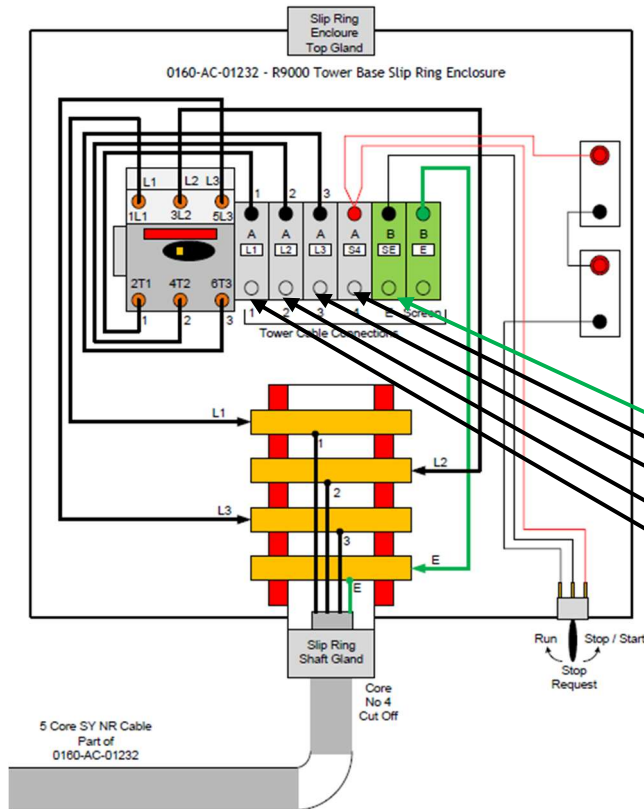 Slip Ring
Encloure
Top Gland
0160-AC-01232 - R9000 Tower Base Slip Ring Enclosure
L1 L2 L3
1L1 3L2 5L3
1 2 3
A A A A B B
L1 L2 L3 S4 SE E
2T1 4T2 6T3
1 2 3
1 2 3 4 E Screen
Tower Cable Connections
L1
1
L2
2
L3
3
E
E
Slip Ring
Shaft Gland
Core
No 4
Cut Off
Run Stop / Start
Stop
Request
5 Core SY NR Cable
Part of
0160-AC-01232